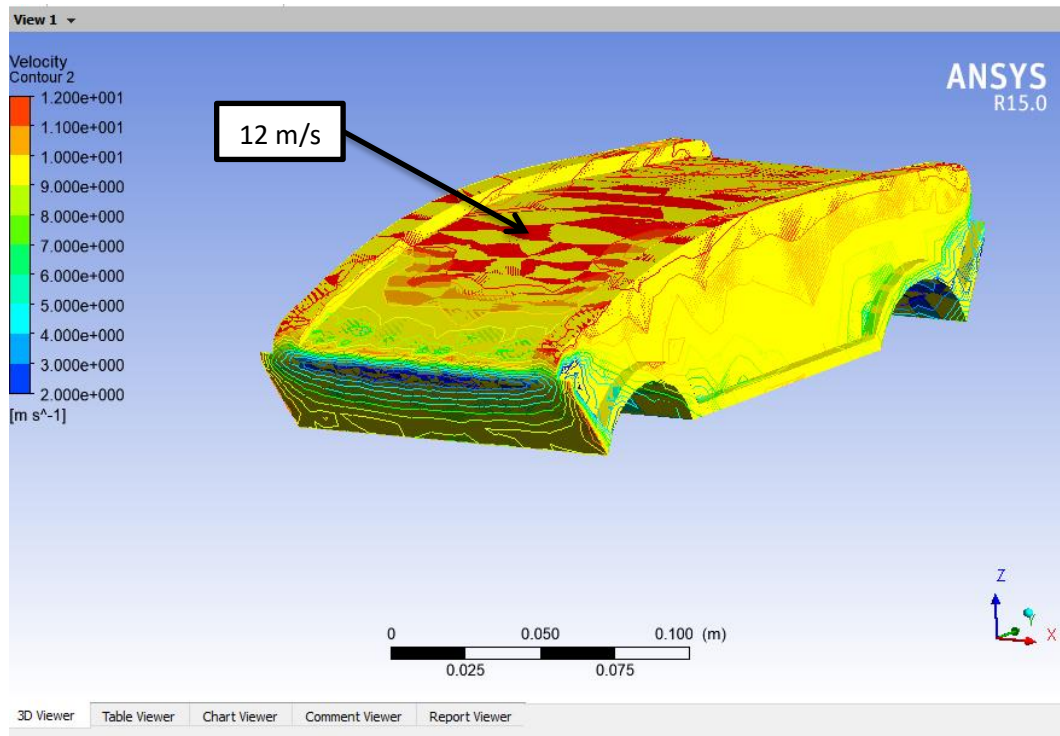 View 1
Velocity
Contour 2
1.200e+001
1.100e+001
1.000e+001
9.000e+000
8.000e+000
7.000e+000
6.000e+000
5.000e+000
4.000e+000
3.000e+000
2.000e+000
[m s^-1]
12 m/s
ANSYS
R15.0
Z
X
0 0.050 0.100 (m)
0.025 0.075
3D Viewer Table Viewer Chart Viewer Comment Viewer Report Viewer